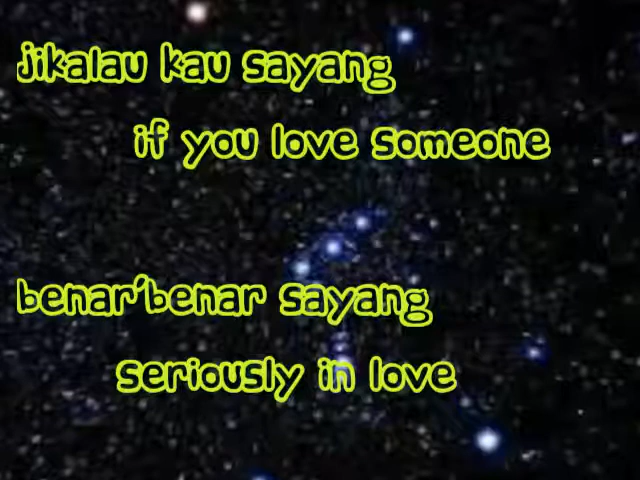 jikalau kau sayang
if you love someone
benar'benar sayang
seriously in love